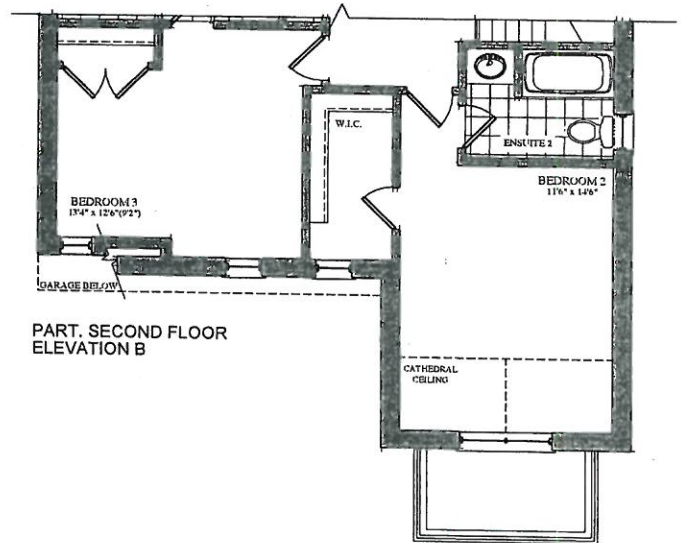 W.I.C.
ENSUITE 2
BEDROOM 3
13'4" x 12'6"(9'2")
BEDROOM 2
11'6" x 14'6"
GARAGE BELOW
PART. SECOND FLOOR
ELEVATION B
CATHEDRAL
CEILING